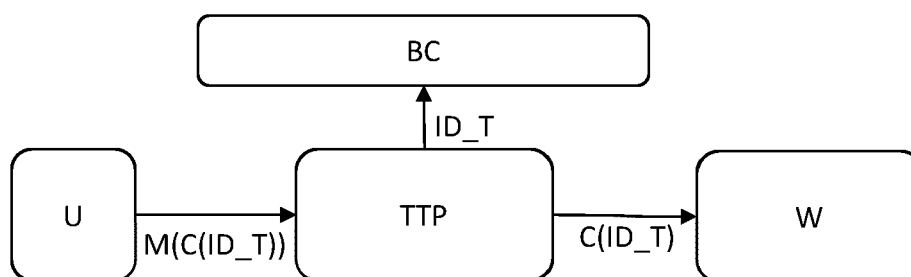 BC
ID_T
U
TTP
W
M(C(ID_T))
C(ID_T)